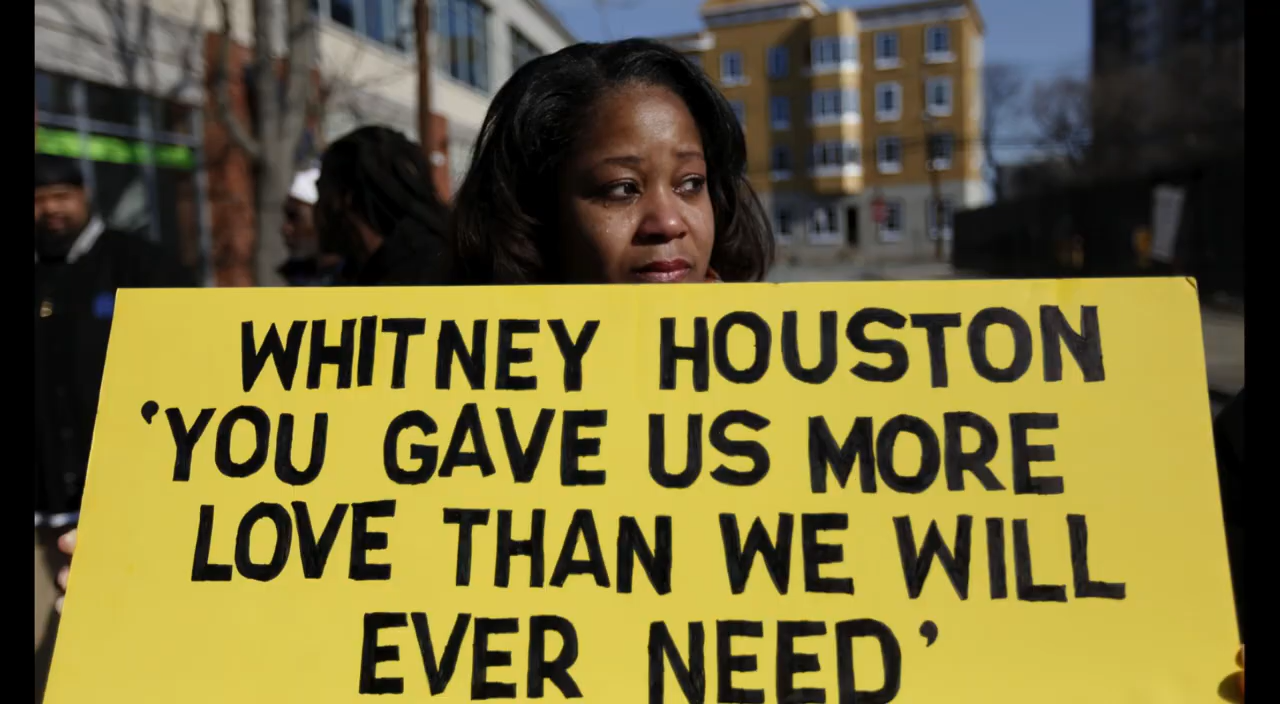 WHITNEY HOUSTON
'YOU GAVE US MORE
LOVE THAN WE WILL
EVER NEED'